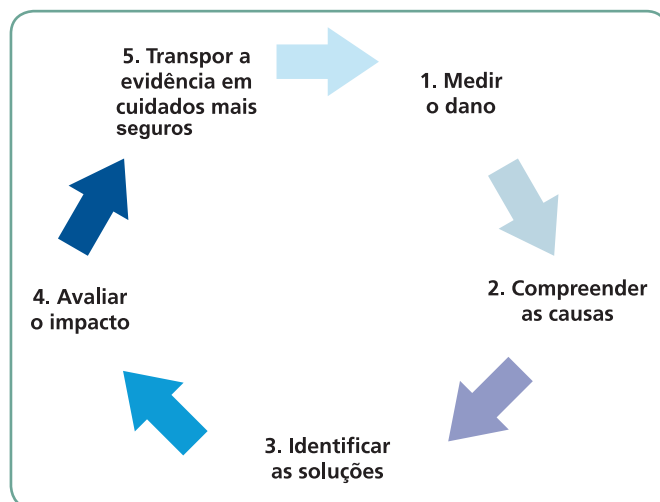 5. Transpor a
evidência em
cuidados mais
seguros
1. Medir
o dano
2. Compreender
as causas
3. Identificar
as soluções
4. Avaliar
o impacto